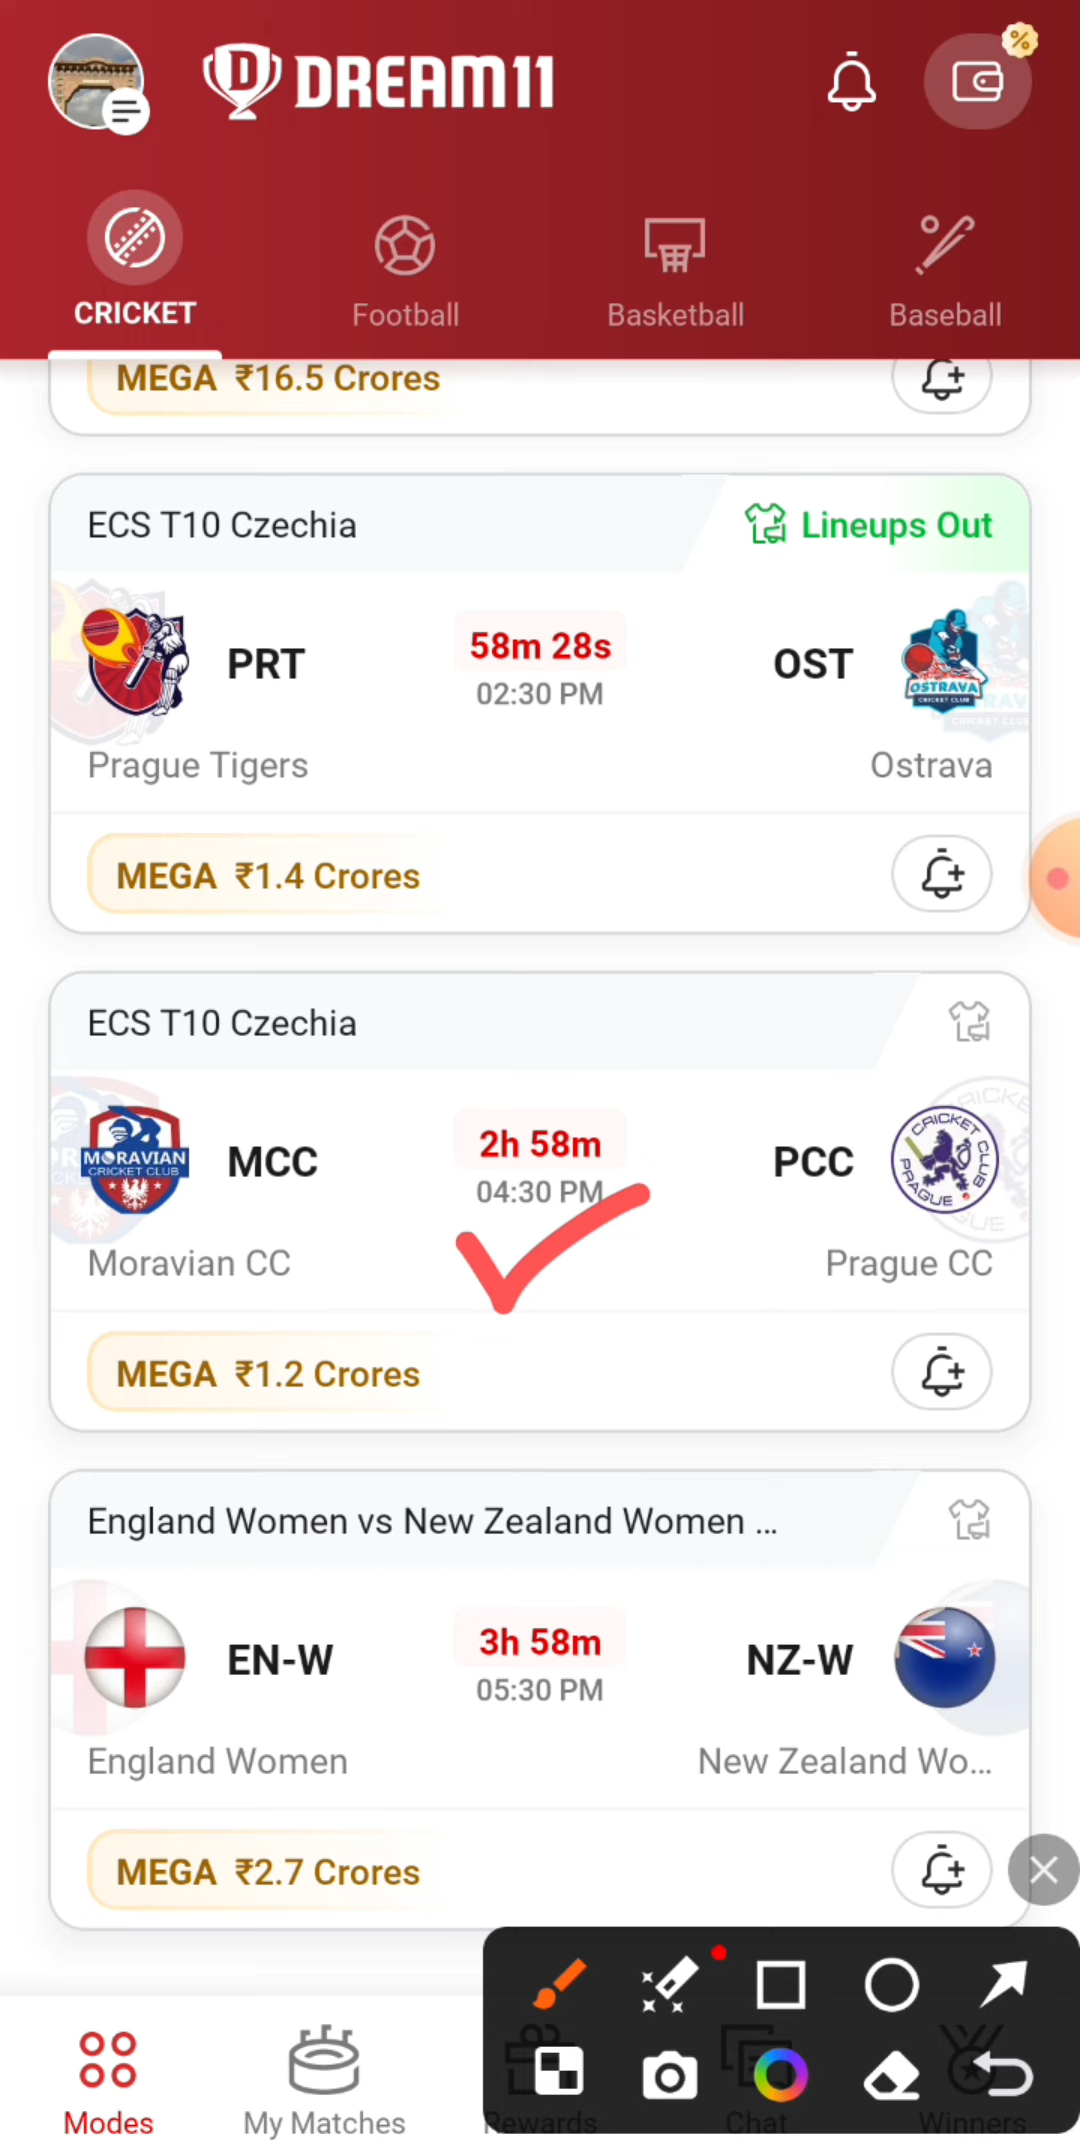 DREAM11
CRICKET
Football
Basketball
Baseball
MEGA ₹16.5 Crores
ECS T10 Czechia
Lineups Out
PRT
58m 28s
02:30 PM
OST
OSTRAVA
CRICKET CLUB
Prague Tigers
Ostrava
MEGA ₹1.4 Crores
ECS T10 Czechia
MORAVIAN
CRICKET CLUB
MCC
2h 58m
04:30 PM
PCC
CRICKET CLUB
PRAGUE
Moravian CC
Prague CC
MEGA ₹1.2 Crores
England Women vs New Zealand Women ...
EN-W
3h 58m
05:30 PM
NZ-W
England Women
New Zealand Wo...
MEGA ₹2.7 Crores
Modes
My Matches
Rewards
Chat
Winners